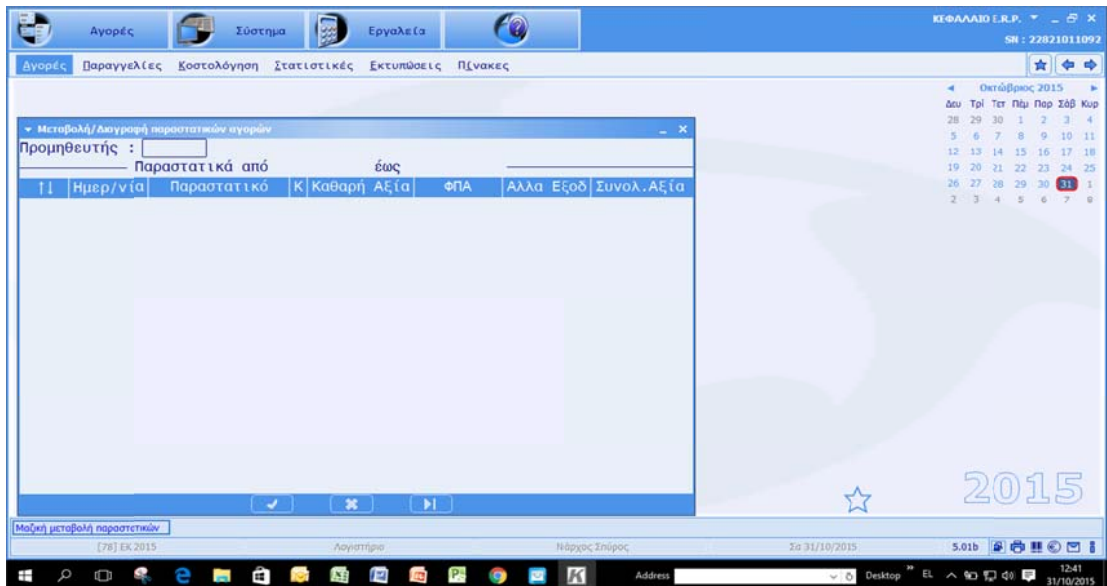 Αγορές Σύστημα Εργαλεία ΚΕΦΑΛΑΙΟ E.R.P.
SN : 22821011092
Αγορές Παραγγελίες Κοστολόγηση Στατιστικές Εκτυπώσεις Πίνακες
Οκτώβριος 2015
Δευ Τρί Τετ Πέμ Παρ Σάβ Κυρ
28 29 30 1 2 3 4
5 6 7 8 9 10 11
12 13 14 15 16 17 18
19 20 21 22 23 24 25
26 27 28 29 30 31 1
2 3 4 5 6 7 8
Μεταβολή/Διαγραφή παραστατικών αγορών
Προμηθευτής :
Παραστατικά από έως
↑↓ Ημερ/νία Παραστατικό Κ Καθαρή Αξία ΦΠΑ Αλλα Εξοδ Συνολ.Αξία
2015
Μαζική μεταβολή παραστατικών
[78] ΕΚ 2015 Λογιστήριο Νιάρχος Σπύρος Σα 31/10/2015 5.01b
Address Desktop EL 12:41
31/10/2015